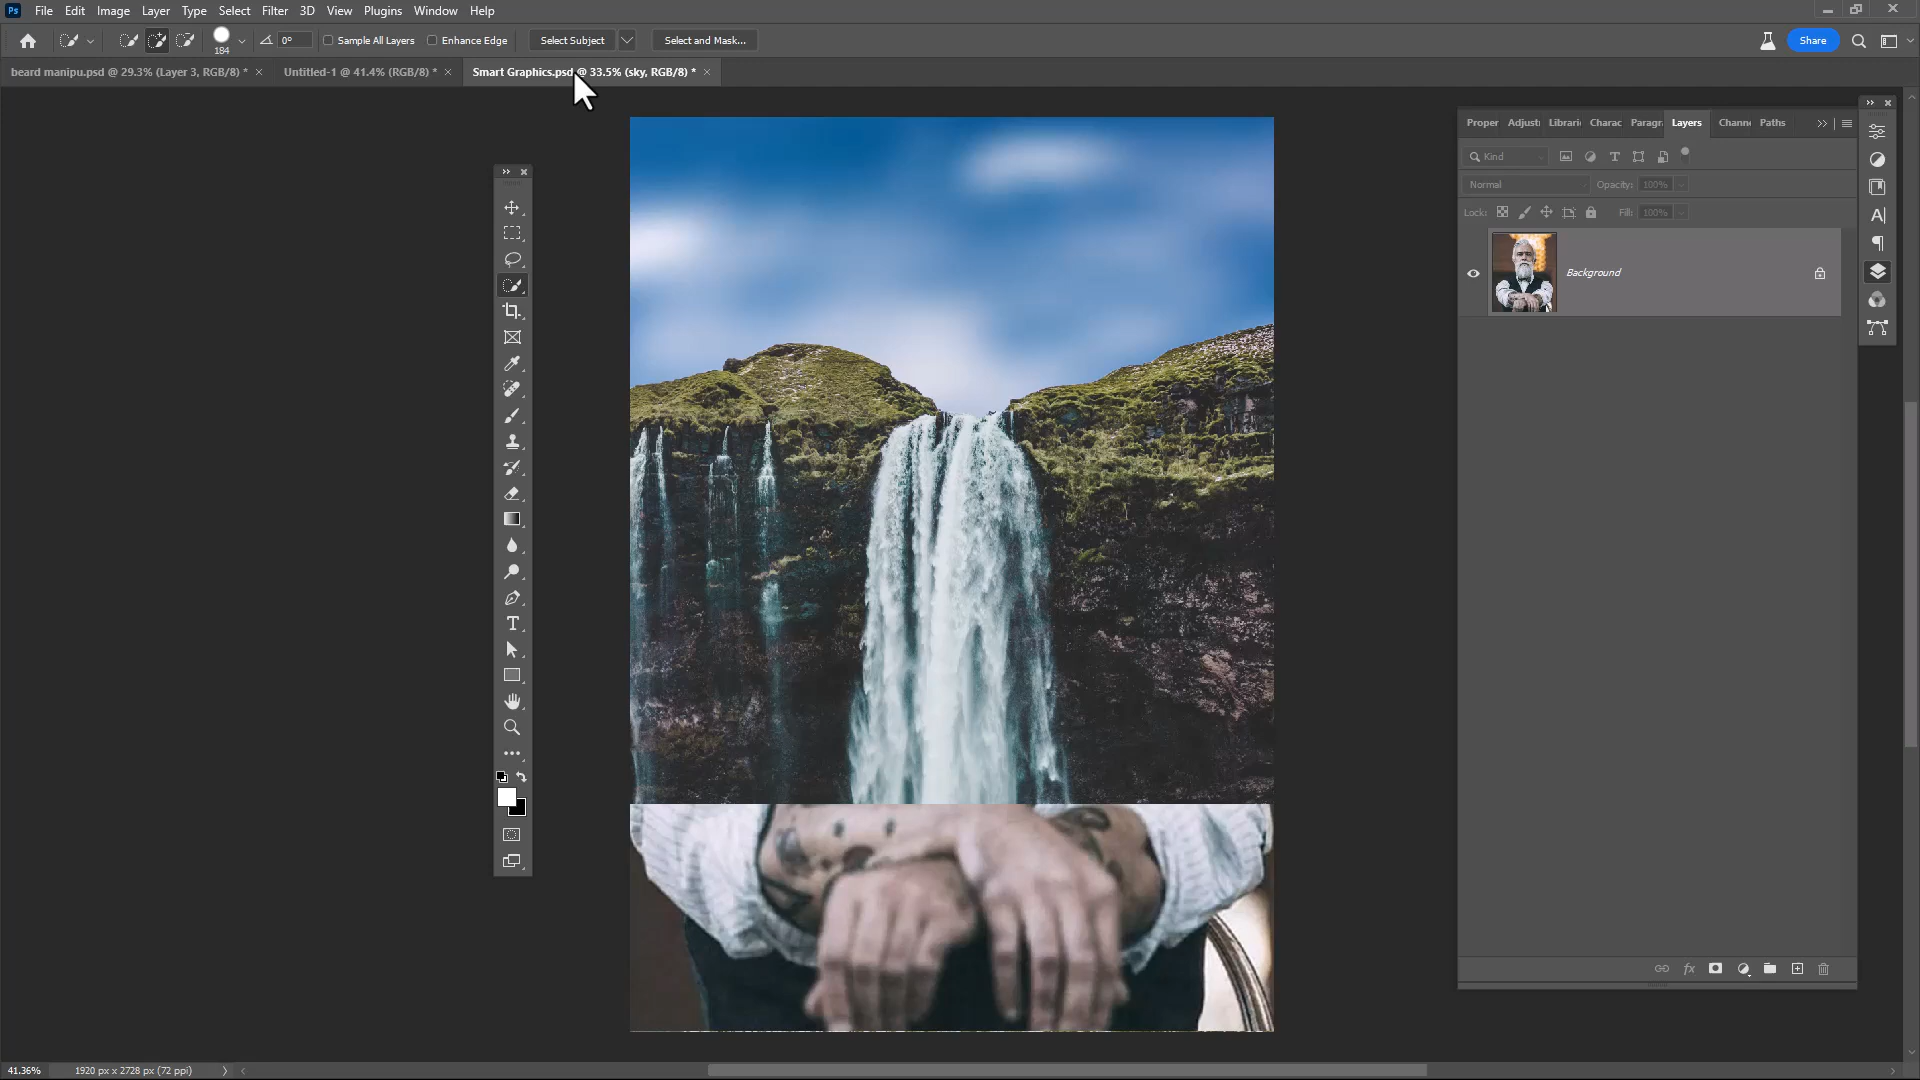 Ps File Edit Image Layer Type Select Filter 3D View Plugins Window Help
184 0° Sample All Layers Enhance Edge Select Subject Select and Mask... Share
beard manipu.psd @ 29.3% (Layer 3, RGB/8) * × Untitled-1 @ 41.4% (RGB/8) * × Smart Graphics.psd @ 33.5% (sky, RGB/8) * ×
Proper Adjust Librari Charac Paragr Layers Chann Paths
Kind
Normal Opacity: 100%
Lock: Fill: 100%
Background
41.36% 1920 px x 2728 px (72 ppi)